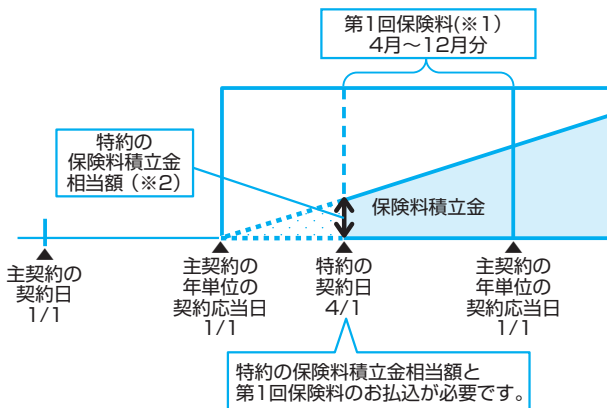 第1回保険料(※1)
4月～12月分
特約の
保険料積立金
相当額（※2）
保険料積立金
主契約の
契約日
1/1
主契約の
年単位の
契約応当日
1/1
特約の
契約日
4/1
主契約の
年単位の
契約応当日
1/1
特約の保険料積立金相当額と
第1回保険料のお払込が必要です。